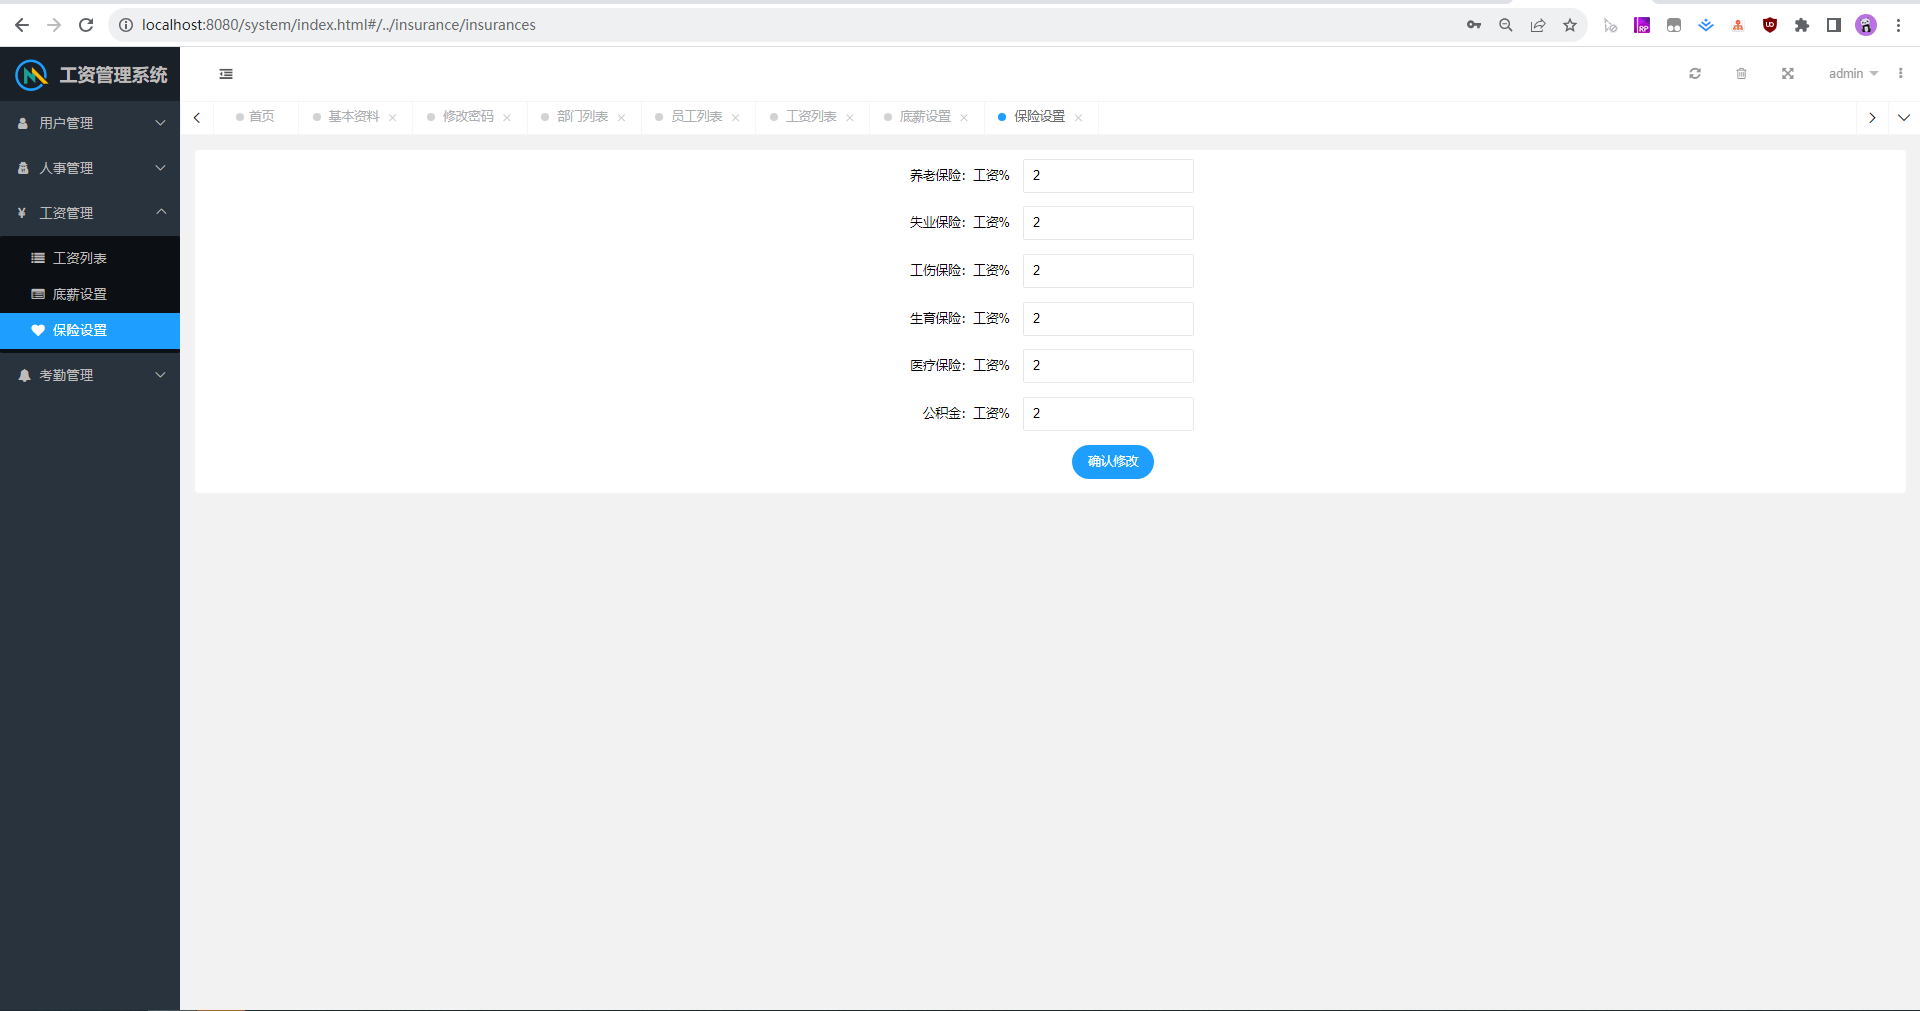 localhost:8080/system/index.html#/../insurance/insurances
工资管理系统
admin
首页
基本资料
修改密码
部门列表
员工列表
工资列表
底薪设置
保险设置
用户管理
人事管理
¥ 工资管理
工资列表
底薪设置
保险设置
考勤管理
养老保险：工资% 2
失业保险：工资% 2
工伤保险：工资% 2
生育保险：工资% 2
医疗保险：工资% 2
公积金：工资% 2
确认修改